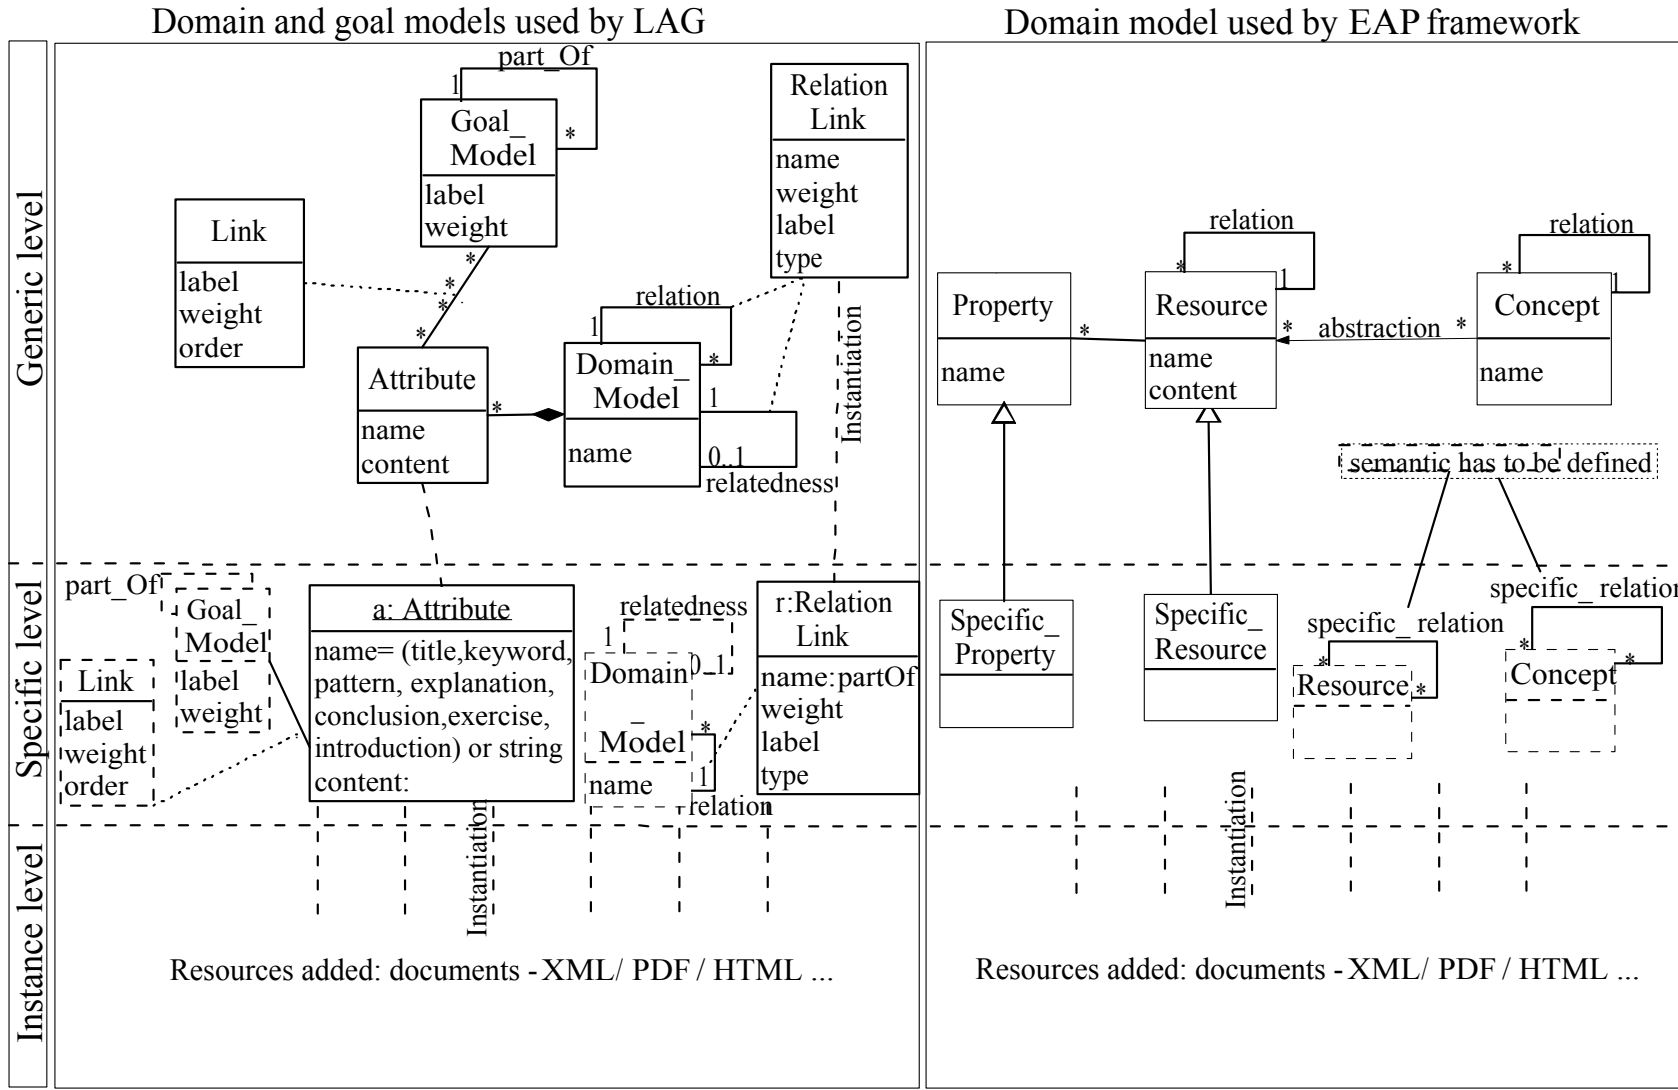 Domain and goal models used by LAG
Domain model used by EAP framework
Generic level
part_Of
1
*
Goal_
Model
label
weight
Relation
Link
name
weight
label
type
Link
label
weight
order
*
*
*
*
Attribute
name
content
*
relation
1
*
Domain_
Model
name
1
0..1
relatedness
Instantiation
Property
name
*
relation
*
1
Resource
name
content
*
abstraction
*
relation
*
1
Concept
name
semantic has to be defined
Specific level
part_Of
Goal_
Model
label
weight
Link
label
weight
order
a: Attribute
name= (title,keyword,
pattern, explanation,
conclusion,exercise,
introduction) or string
content:
relatedness
1
0..1
Domain
_
Model
name
*
1
relation
r:Relation
Link
name:partOf
weight
label
type
Specific_
Property
Specific_
Resource
specific_ relation
*
*
Resource
specific_ relation
*
*
Concept
Instantiation
Instantiation
Instance level
Resources added: documents - XML/ PDF / HTML ...
Resources added: documents - XML/ PDF / HTML ...